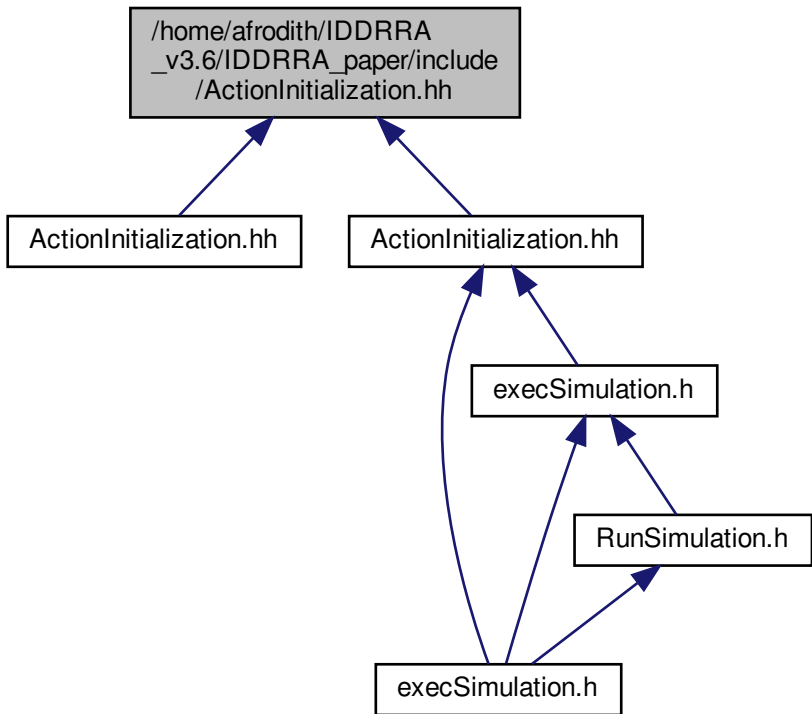 /home/afrodith/IDDRRA
_v3.6/IDDRRA_paper/include
/ActionInitialization.hh
ActionInitialization.hh
ActionInitialization.hh
execSimulation.h
RunSimulation.h
execSimulation.h